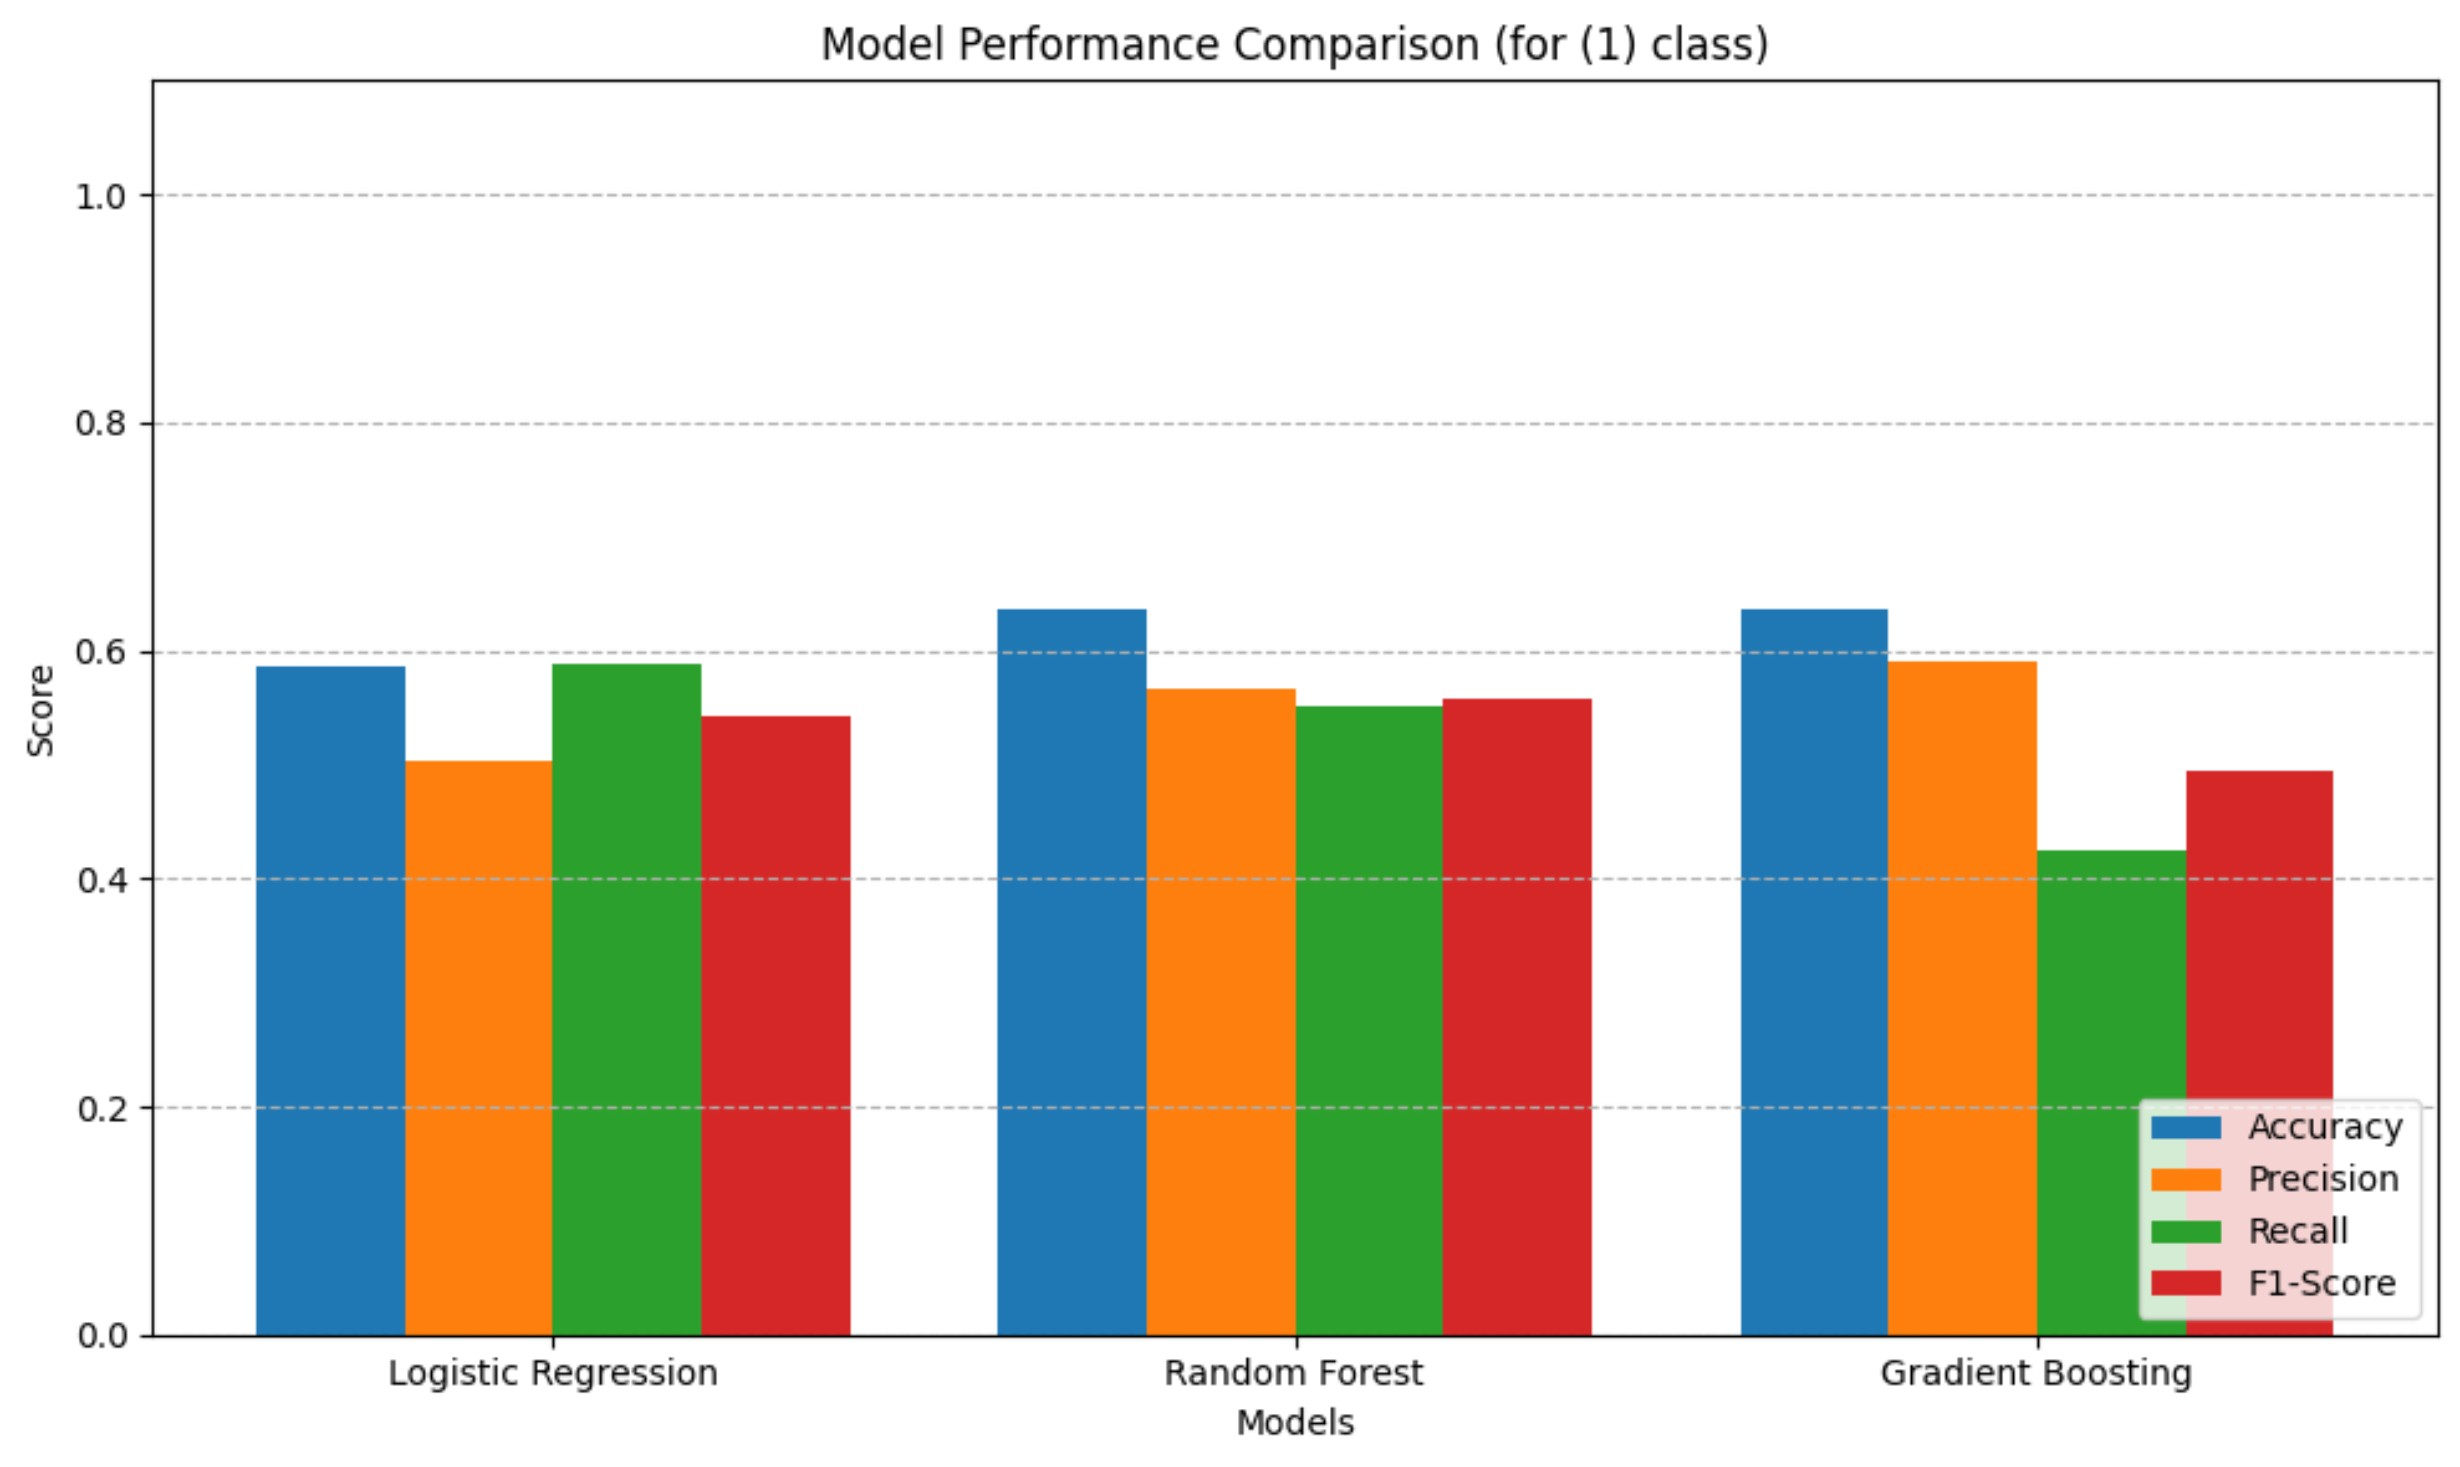 Model Performance Comparison (for (1) class)
1.0
0.8
0.6
0.4
0.2
0.0
Score
Logistic Regression
Random Forest
Gradient Boosting
Models
Accuracy
Precision
Recall
F1-Score